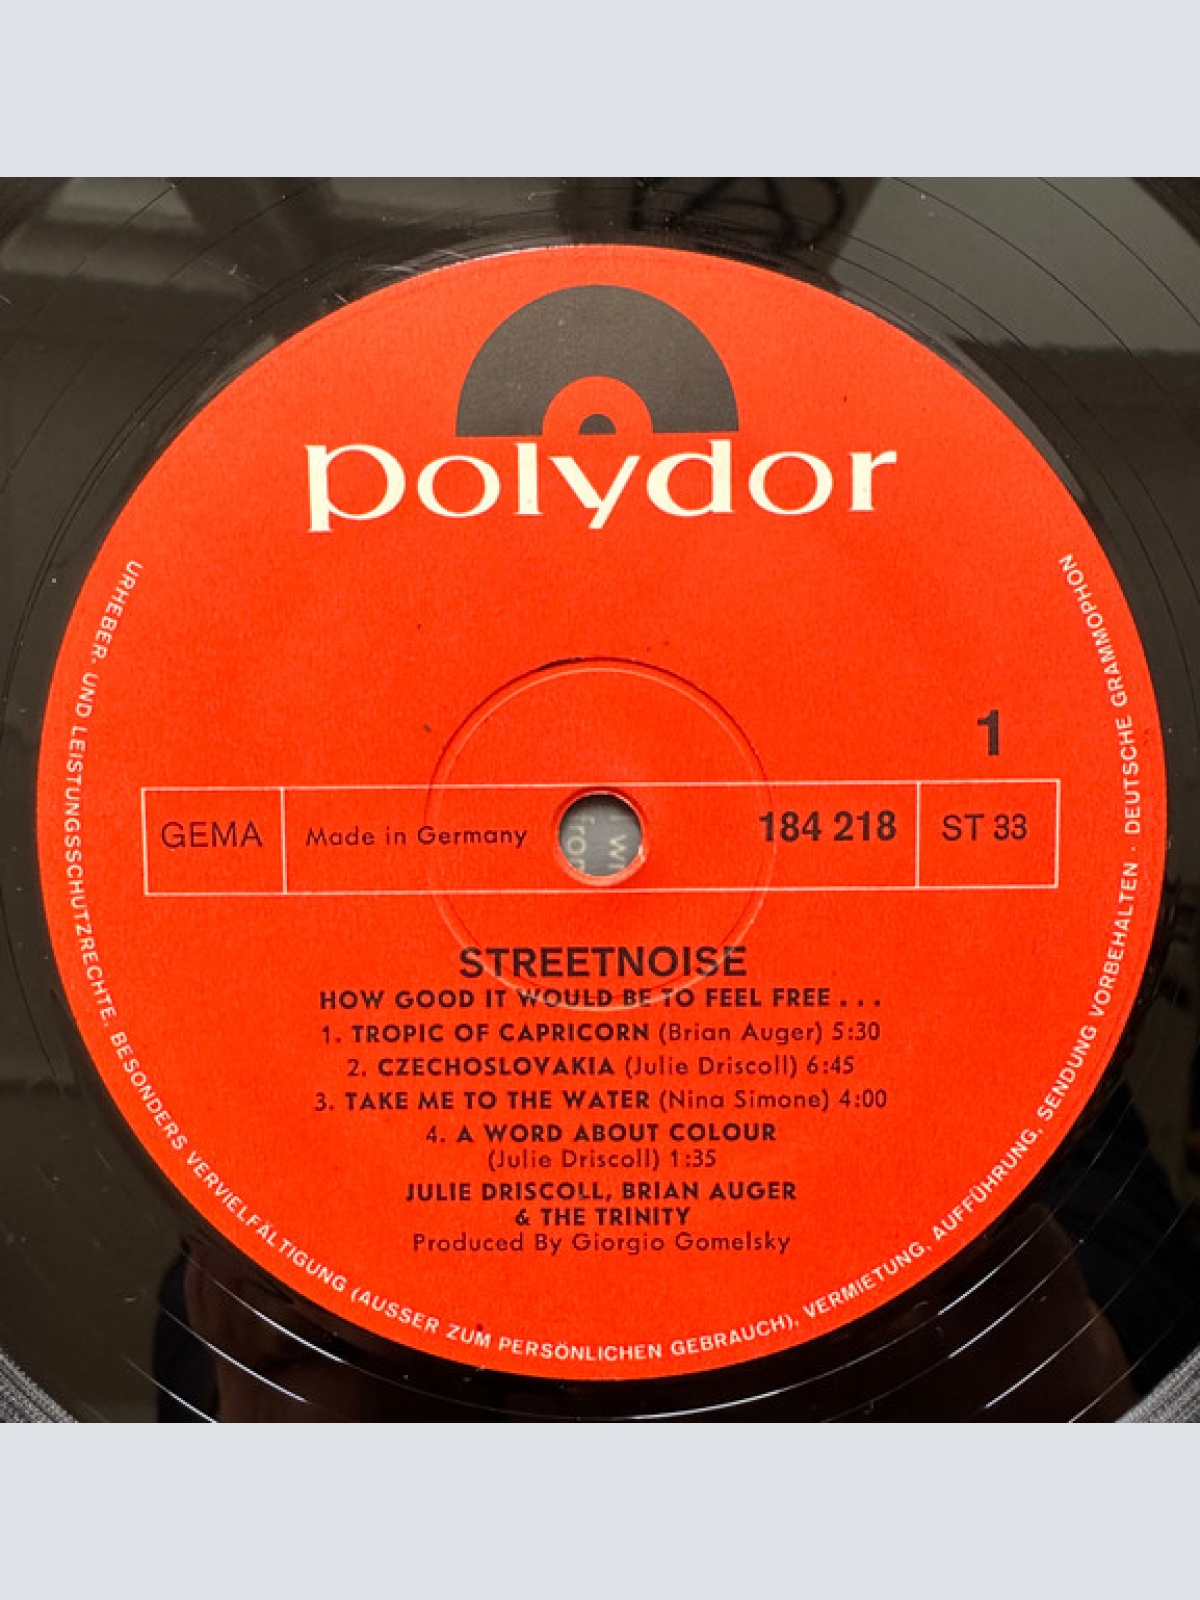 polydor
1
GEMA
Made in Germany
184 218
ST 33
STREETNOISE
HOW GOOD IT WOULD BE TO FEEL FREE . . .
1. TROPIC OF CAPRICORN (Brian Auger) 5:30
2. CZECHOSLOVAKIA (Julie Driscoll) 6:45
3. TAKE ME TO THE WATER (Nina Simone) 4:00
4. A WORD ABOUT COLOUR
(Julie Driscoll) 1:35
JULIE DRISCOLL, BRIAN AUGER
& THE TRINITY
Produced By Giorgio Gomelsky
URHEBER- UND LEISTUNGSSCHUTZRECHTE, BESONDERS VERVIELFÄLTIGUNG (AUSSER ZUM PERSÖNLICHEN GEBRAUCH), VERMIETUNG, AUFFÜHRUNG, SENDUNG VORBEHALTEN · DEUTSCHE GRAMMOPHON